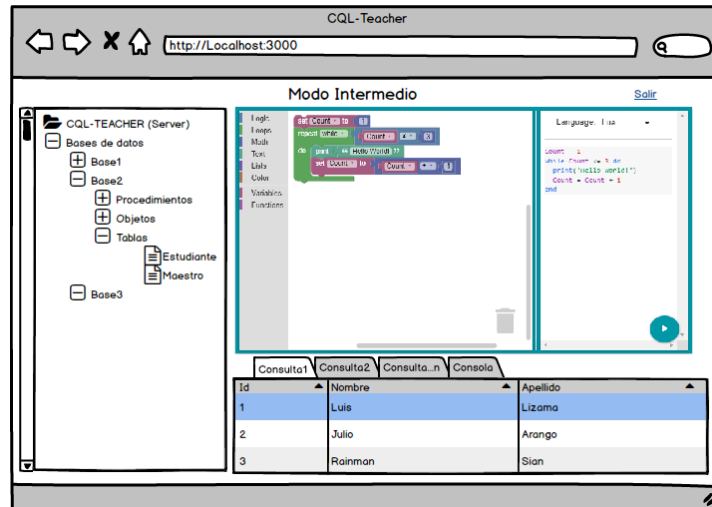 CQL-Teacher
http://Localhost:3000
Modo Intermedio
Salir
CQL-TEACHER (Server)
Bases de datos
Base1
Base2
Procedimientos
Objetos
Tablas
Estudiante
Maestro
Base3
Logic
Loops
Math
Text
Lists
Color
Variables
Functions
set Count to 1
repeat while Count ≤ 3
do print “ Hello World! ”
set Count to Count + 1
Language: Lua
Count = 1
while Count <= 3 do
print('Hello World!')
Count = Count + 1
end
Consulta1 Consulta2 Consulta...n Consola
Id Nombre Apellido
1 Luis Lizama
2 Julio Arango
3 Rainman Sian